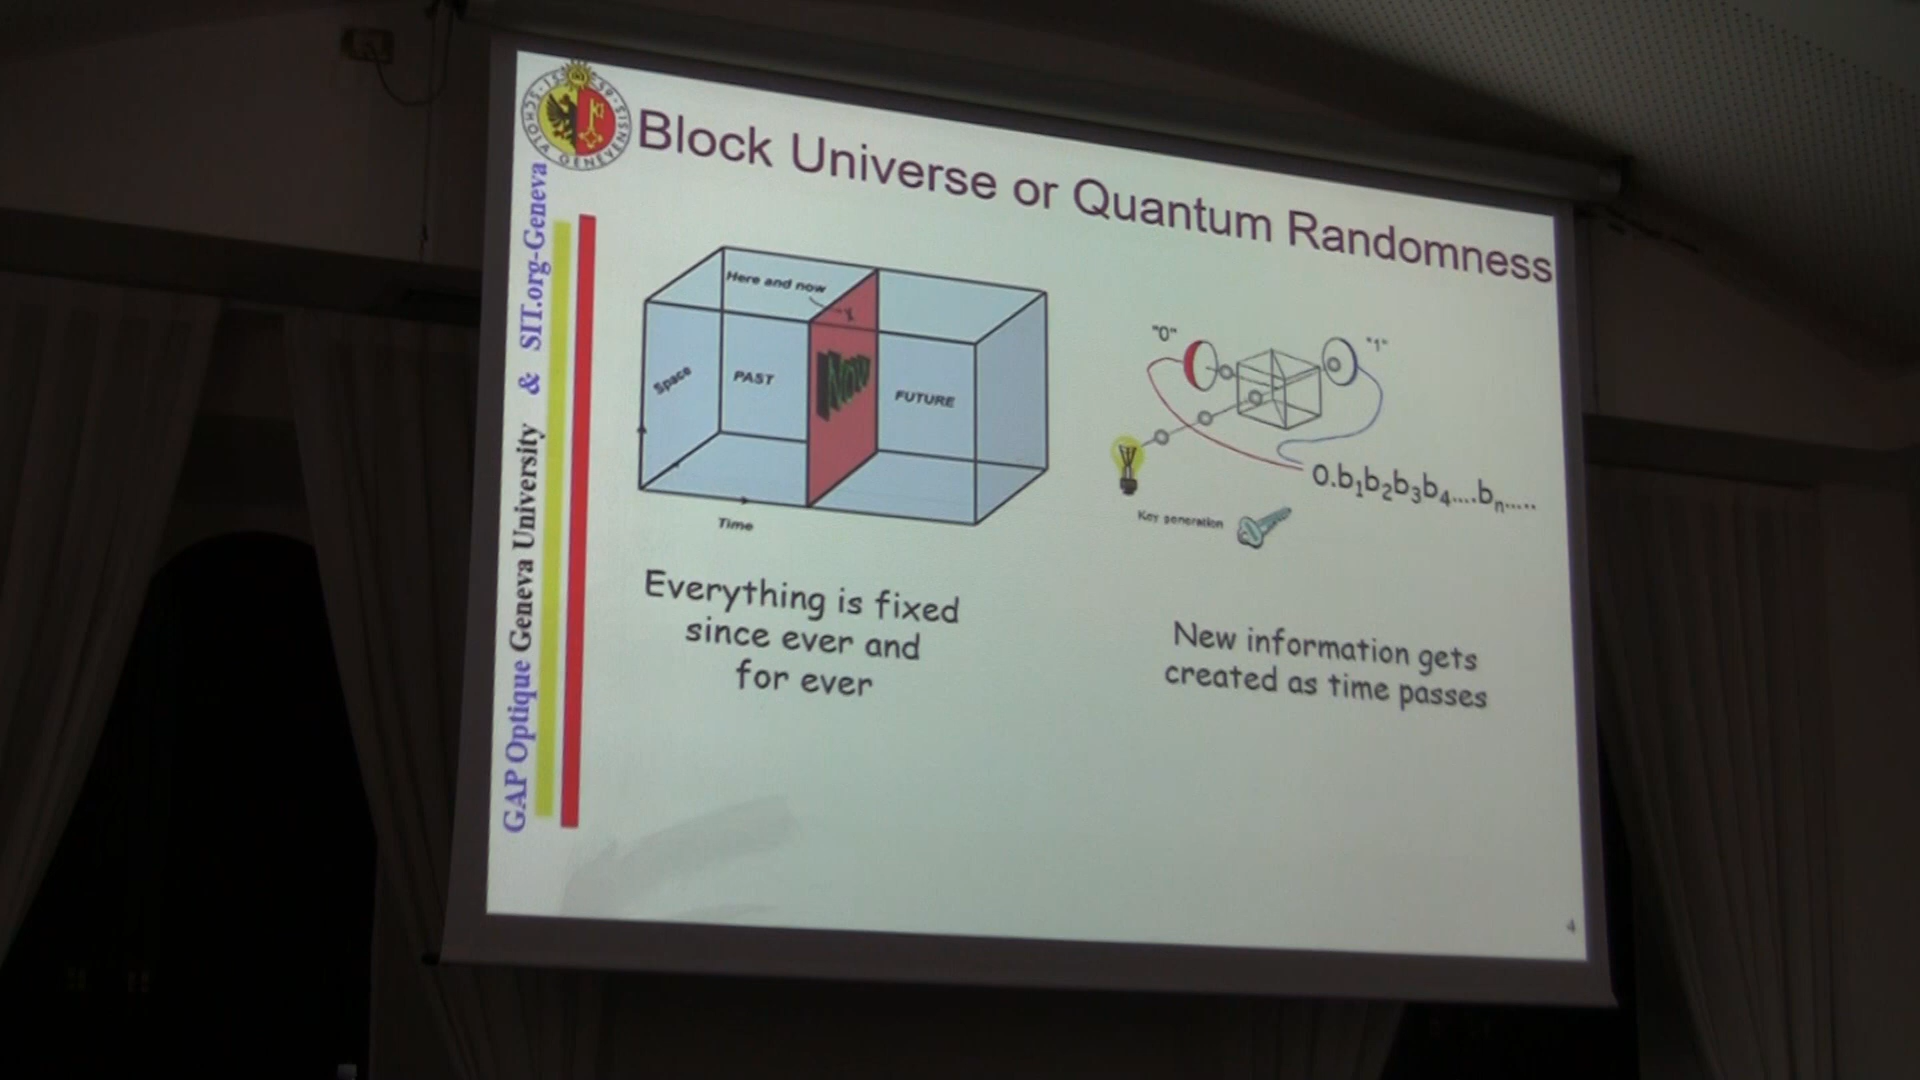 SCHOLA GENEVENSIS
Block Universe or Quantum Randomness
GAP Optique Geneva University & SIT.org-Geneva
Here and now
Space
PAST
Now
FUTURE
Time
Everything is fixed
since ever and
for ever
"0"
"1"
0.b1b2b3b4....bn.....
Key generation
New information gets
created as time passes
4